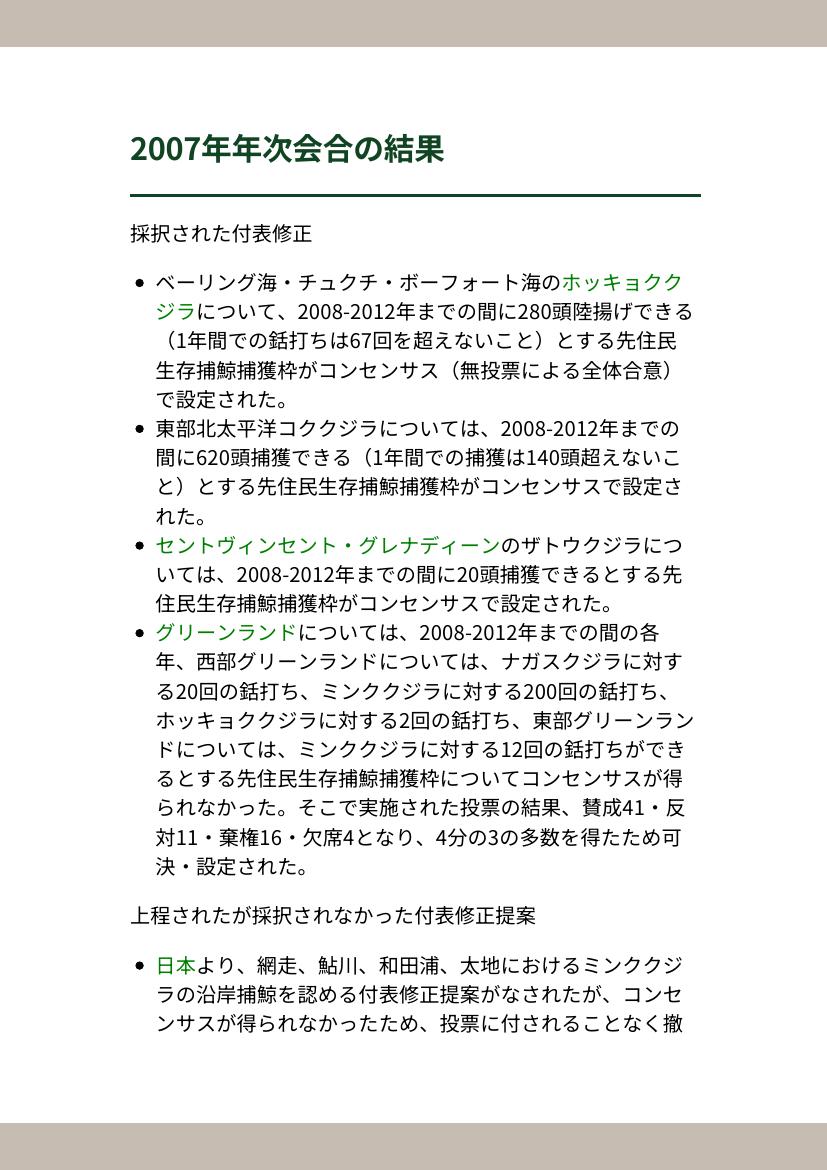 2007年年次会合の結果
採択された付表修正
• ベーリング海・チュクチ・ボーフォート海のホッキョクク
ジラについて、2008-2012年までの間に280頭陸揚げできる
（1年間での銛打ちは67回を超えないこと）とする先住民
生存捕鯨捕獲枠がコンセンサス（無投票による全体合意）
で設定された。
• 東部北太平洋コククジラについては、2008-2012年までの
間に620頭捕獲できる（1年間での捕獲は140頭超えないこ
と）とする先住民生存捕鯨捕獲枠がコンセンサスで設定さ
れた。
• セントヴィンセント・グレナディーンのザトウクジラにつ
いては、2008-2012年までの間に20頭捕獲できるとする先
住民生存捕鯨捕獲枠がコンセンサスで設定された。
• グリーンランドについては、2008-2012年までの間の各
年、西部グリーンランドについては、ナガスクジラに対す
る20回の銛打ち、ミンククジラに対する200回の銛打ち、
ホッキョククジラに対する2回の銛打ち、東部グリーンラン
ドについては、ミンククジラに対する12回の銛打ちができ
るとする先住民生存捕鯨捕獲枠についてコンセンサスが得
られなかった。そこで実施された投票の結果、賛成41・反
対11・棄権16・欠席4となり、4分の3の多数を得たため可
決・設定された。
上程されたが採択されなかった付表修正提案
• 日本より、網走、鮎川、和田浦、太地におけるミンククジ
ラの沿岸捕鯨を認める付表修正提案がなされたが、コンセ
ンサスが得られなかったため、投票に付されることなく撤